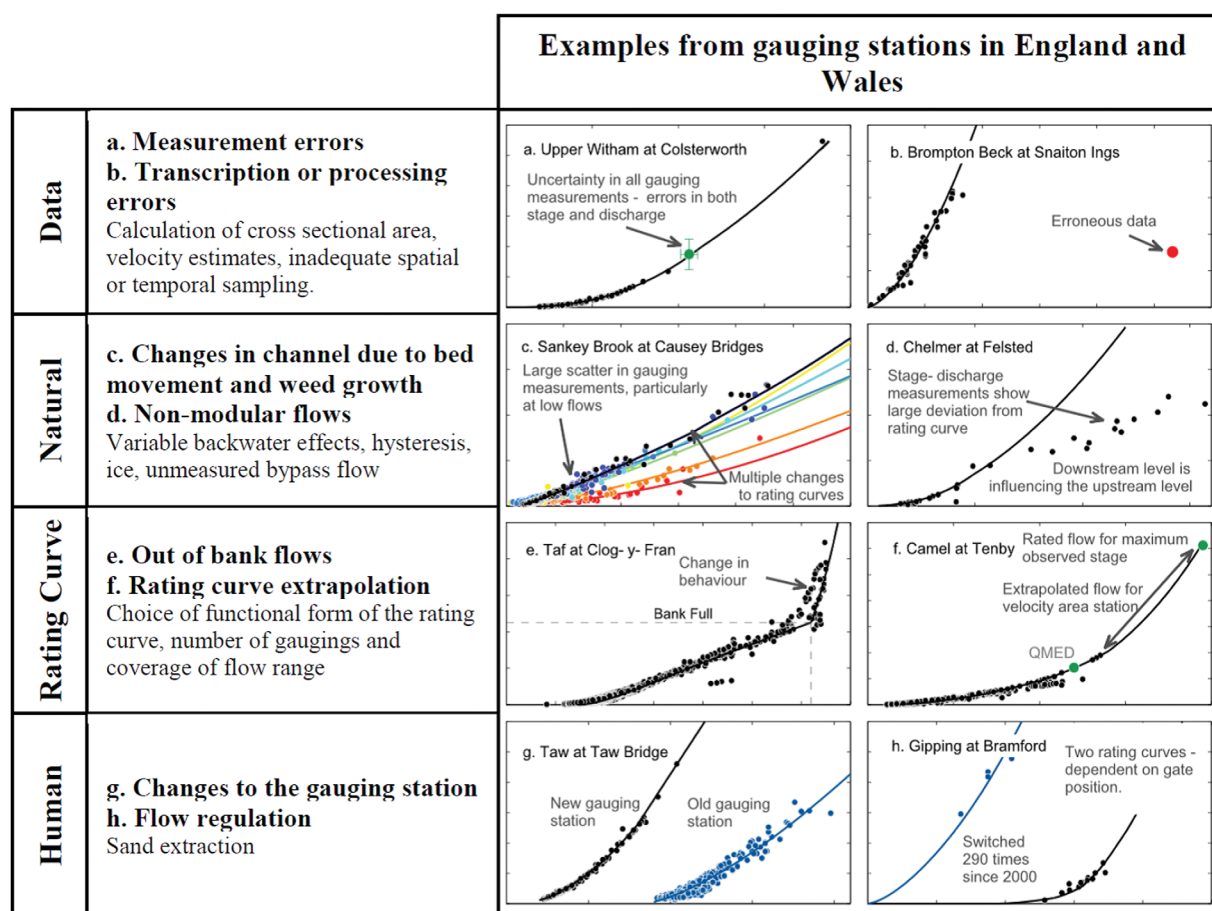 Examples from gauging stations in England and
Wales
Data
a. Measurement errors
b. Transcription or processing
errors
Calculation of cross sectional area,
velocity estimates, inadequate spatial
or temporal sampling.
a. Upper Witham at Colsterworth
Uncertainty in all gauging
measurements - errors in both
stage and discharge
b. Brompton Beck at Snaiton Ings
Erroneous data
Natural
c. Changes in channel due to bed
movement and weed growth
d. Non-modular flows
Variable backwater effects, hysteresis,
ice, unmeasured bypass flow
c. Sankey Brook at Causey Bridges
Large scatter in gauging
measurements, particularly
at low flows
Multiple changes
to rating curves
d. Chelmer at Felsted
Stage- discharge
measurements show
large deviation from
rating curve
Downstream level is
influencing the upstream level
Rating Curve
e. Out of bank flows
f. Rating curve extrapolation
Choice of functional form of the rating
curve, number of gaugings and
coverage of flow range
e. Taf at Clog- y- Fran
Change in
behaviour
Bank Full
f. Camel at Tenby
Rated flow for maximum
observed stage
Extrapolated flow for
velocity area station
QMED
Human
g. Changes to the gauging station
h. Flow regulation
Sand extraction
g. Taw at Taw Bridge
New gauging
station
Old gauging
station
h. Gipping at Bramford
Two rating curves -
dependent on gate
position.
Switched
290 times
since 2000